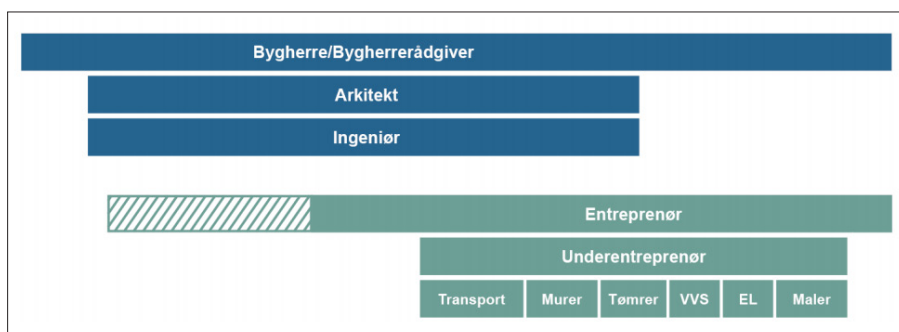 Bygherre/Bygherrerådgiver
Arkitekt
Ingeniør
Entreprenør
Underentreprenør
Transport Murer Tømrer VVS EL Maler